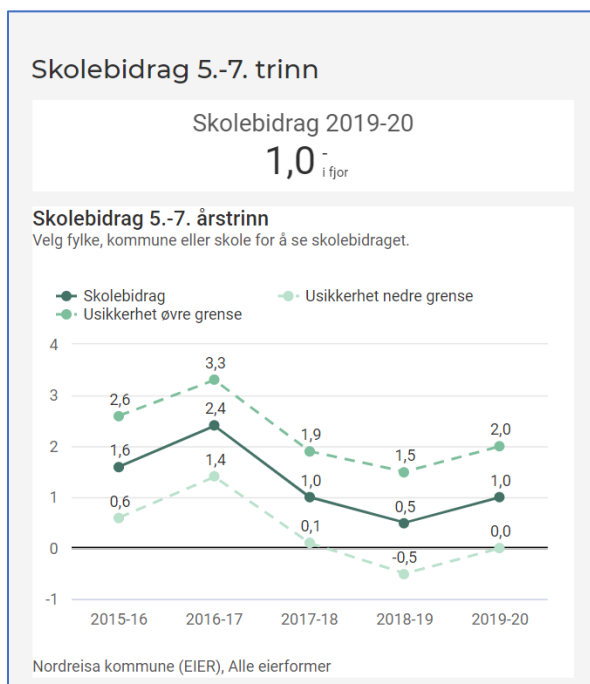 Skolebidrag 5.-7. trinn
Skolebidrag 2019-20
1,0 - i fjor
Skolebidrag 5.-7. årstrinn
Velg fylke, kommune eller skole for å se skolebidraget.
Skolebidrag
Usikkerhet nedre grense
Usikkerhet øvre grense
4
3
2
1
0
-1
2,6
3,3
1,9
1,5
2,0
1,6
2,4
1,0
0,5
1,0
0,6
1,4
0,1
-0,5
0,0
2015-16
2016-17
2017-18
2018-19
2019-20
Nordreisa kommune (EIER), Alle eierformer